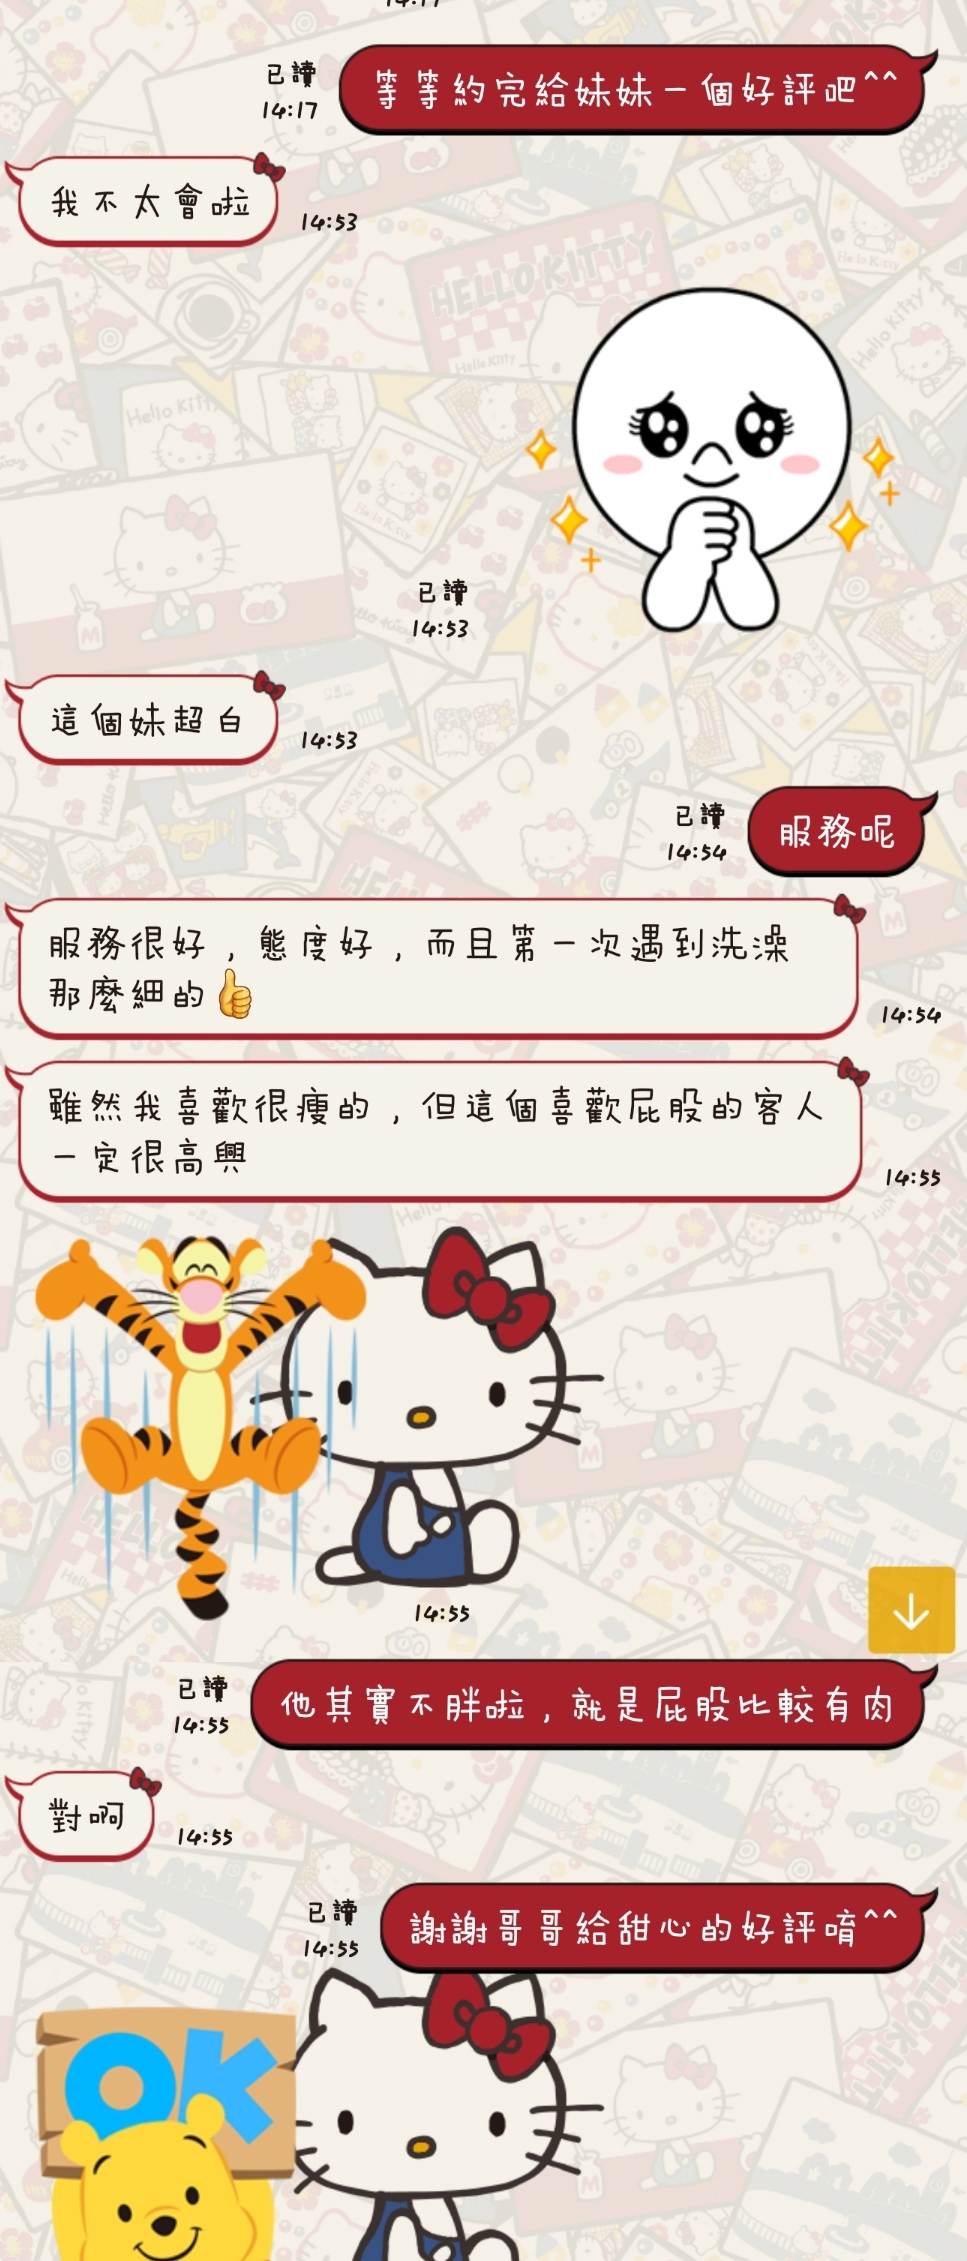 已讀
14:17
等等約完給妹妹一個好評吧^^
我不太會啦
14:53
已讀
14:53
這個妹超白
14:53
已讀
14:54
服務呢
服務很好，態度好，而且第一次遇到洗澡
那麼細的👍
14:54
雖然我喜歡很瘦的，但這個喜歡屁股的客人
一定很高興
14:55
14:55
已讀
14:55
他其實不胖啦，就是屁股比較有肉
對啊
14:55
已讀
14:55
謝謝哥哥給甜心的好評唷^^
OK
HELLO KITTY
Hello Kitty